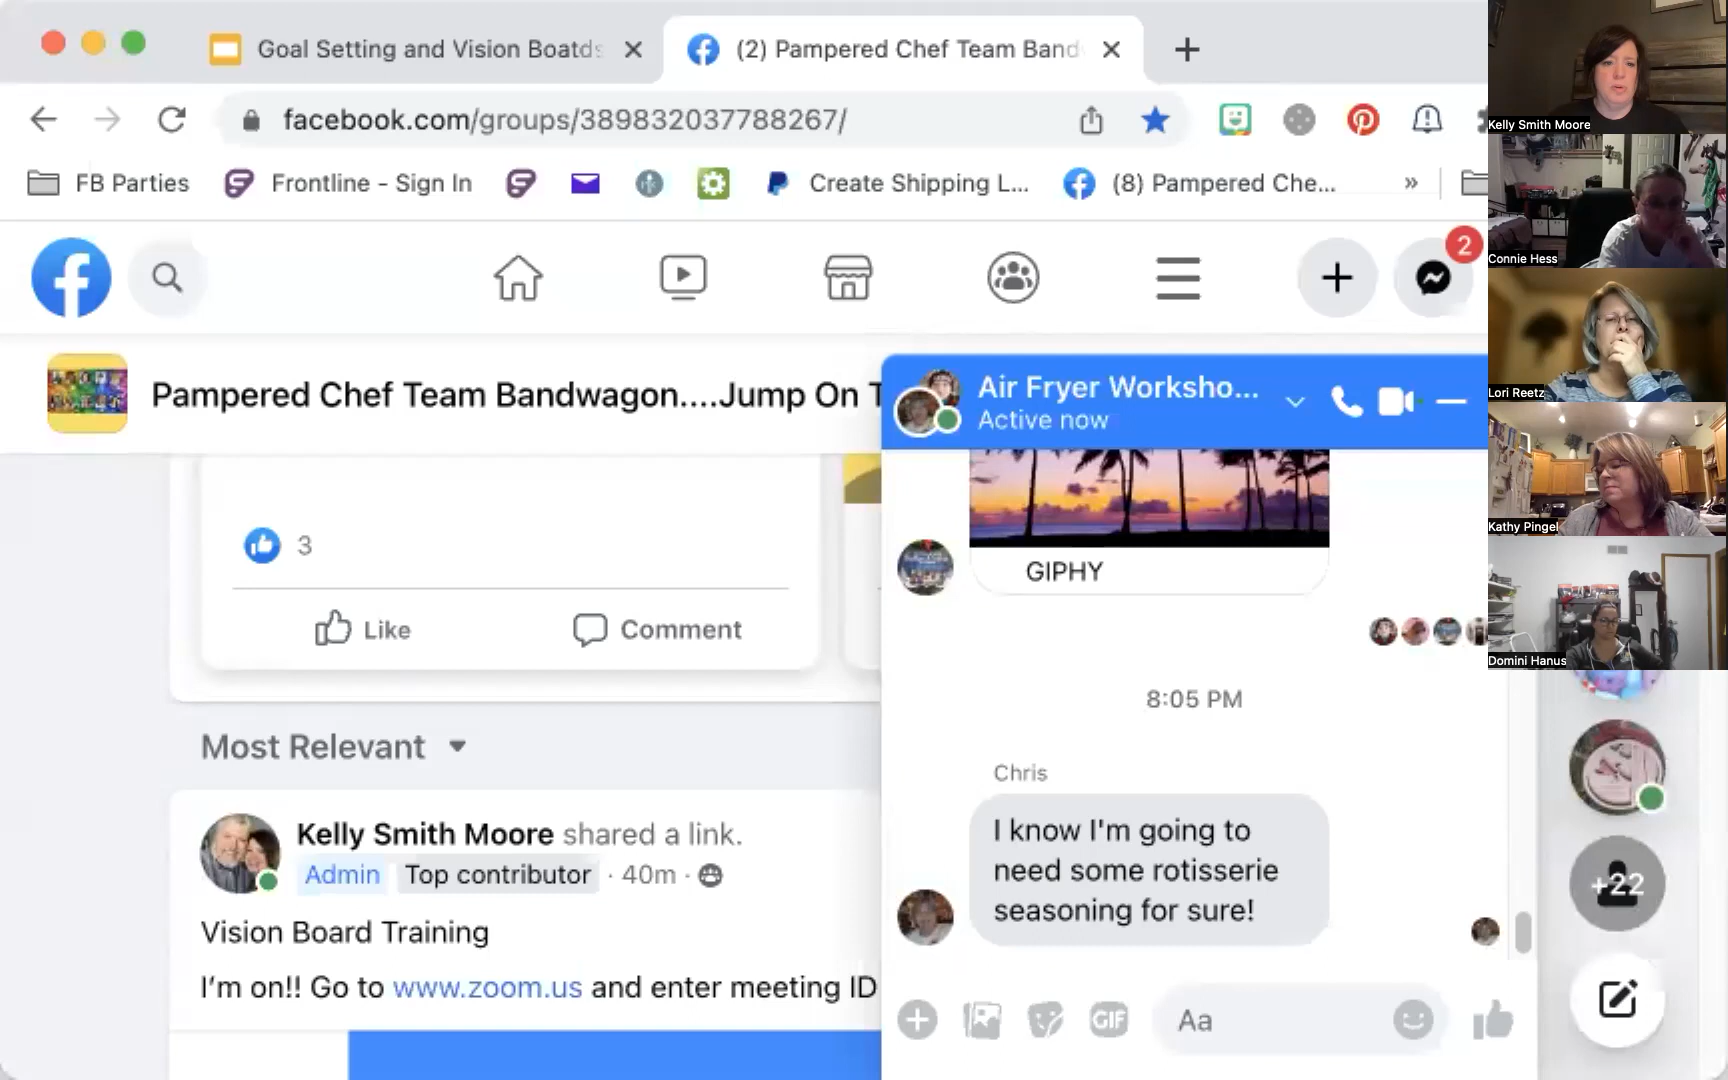 Goal Setting and Vision Boatds
(2) Pampered Chef Team Band
facebook.com/groups/389832037788267/
FB Parties
Frontline - Sign In
Create Shipping L...
(8) Pampered Che...
»
2
Pampered Chef Team Bandwagon....Jump On T
Air Fryer Worksho...
Active now
GIPHY
3
Like
Comment
8:05 PM
Most Relevant
Chris
I know I'm going to
need some rotisserie
seasoning for sure!
Kelly Smith Moore shared a link.
Admin Top contributor · 40m ·
Vision Board Training
I'm on!! Go to www.zoom.us and enter meeting ID
GIF
Aa
+22
Kelly Smith Moore
Connie Hess
Lori Reetz
Kathy Pingel
Domini Hanus